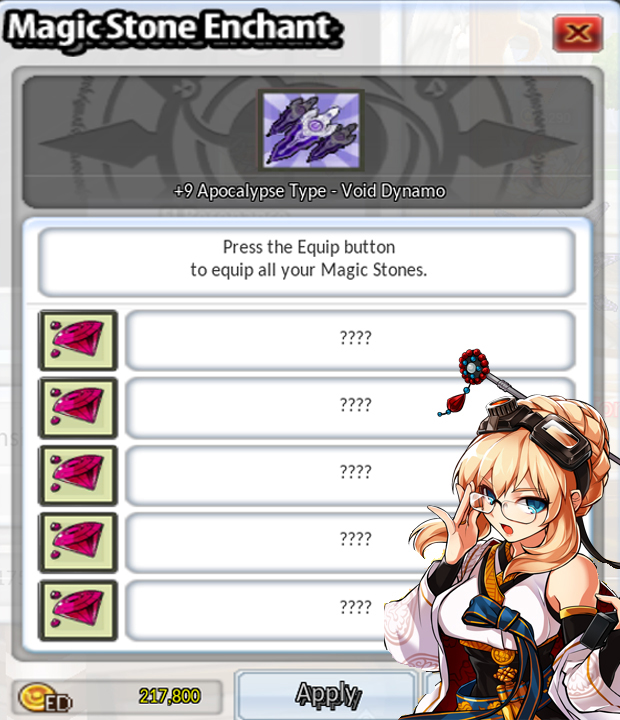 Magic Stone Enchant
+9 Apocalypse Type - Void Dynamo
Press the Equip button
to equip all your Magic Stones.
????
????
????
????
????
ED 217,800
Apply